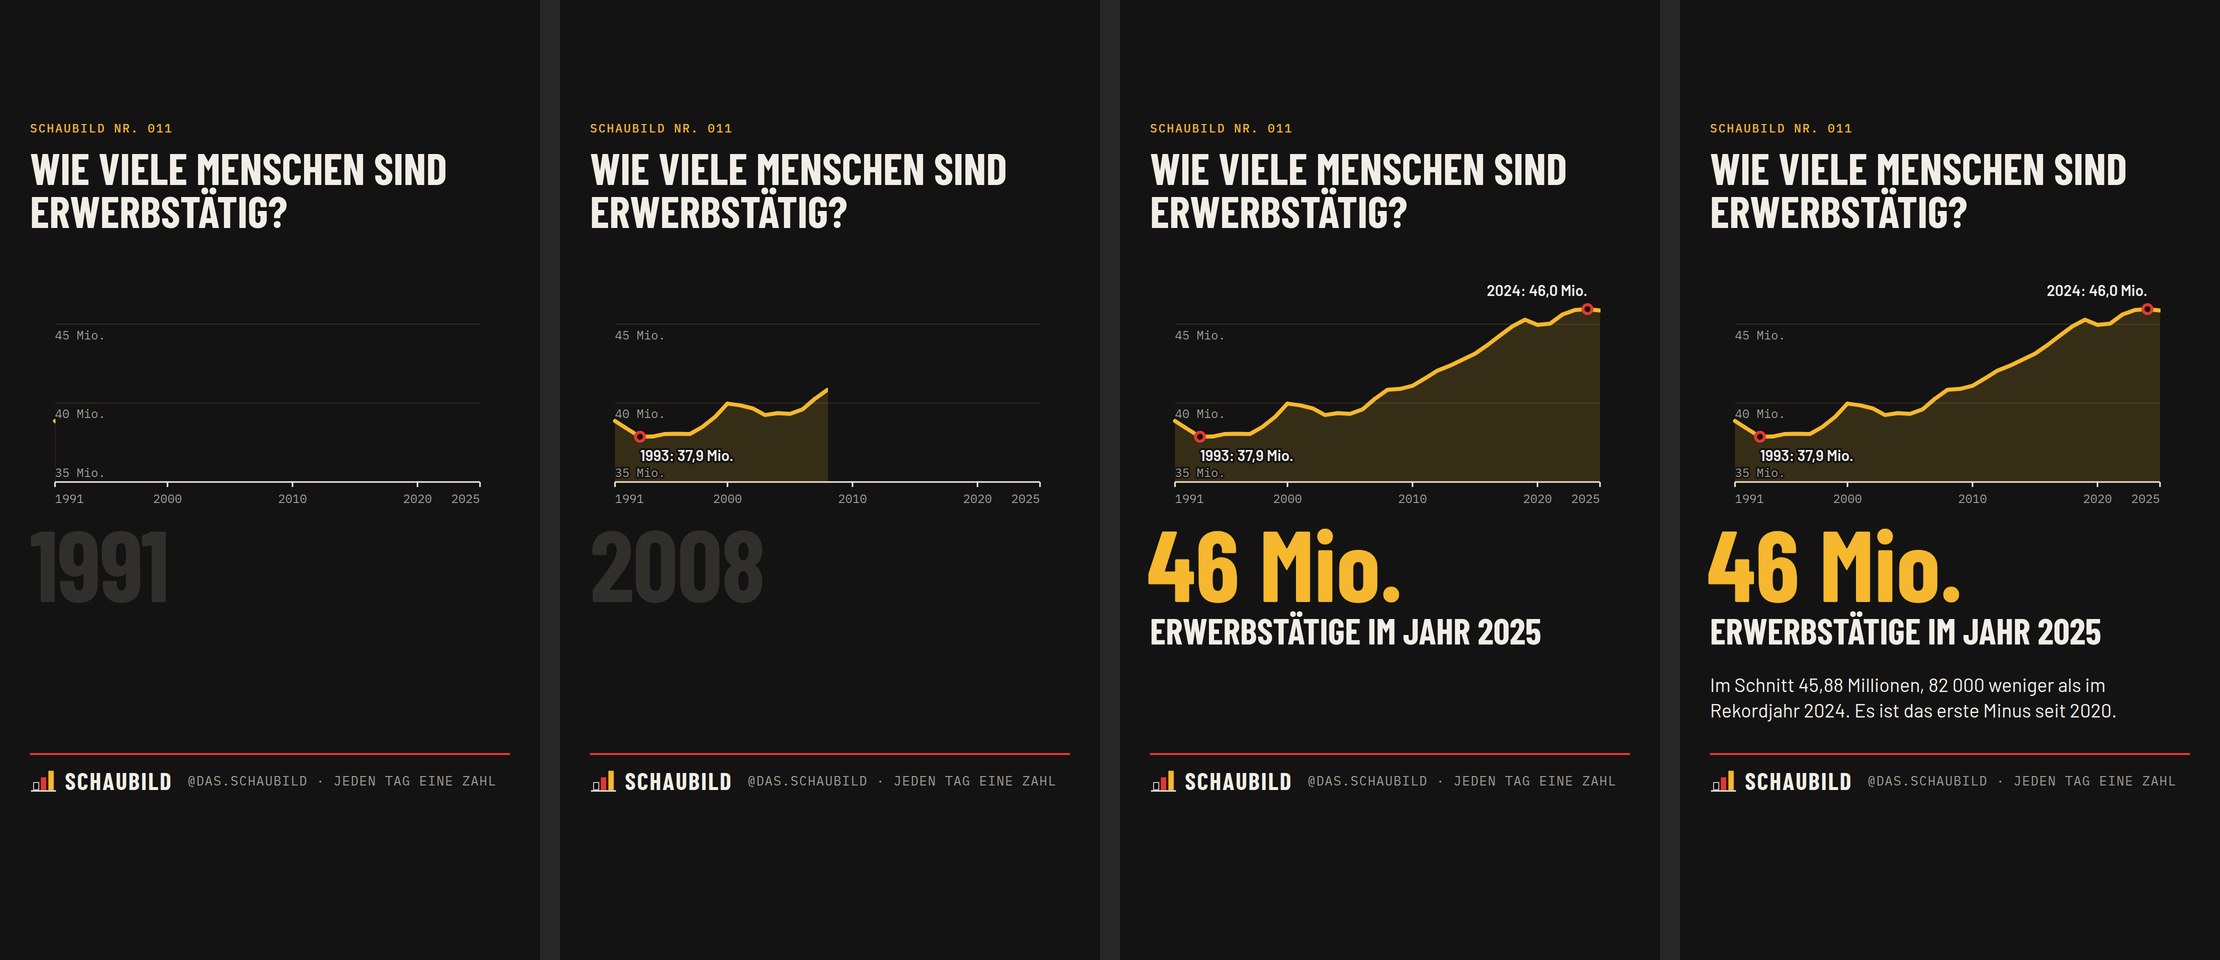 SCHAUBILD NR. 011
WIE VIELE MENSCHEN SIND
ERWERBSTÄTIG?
45 Mio.
40 Mio.
35 Mio.
1991 2000 2010 2020 2025
1991
SCHAUBILD @DAS.SCHAUBILD · JEDEN TAG EINE ZAHL
SCHAUBILD NR. 011
WIE VIELE MENSCHEN SIND
ERWERBSTÄTIG?
45 Mio.
40 Mio.
1993: 37,9 Mio.
35 Mio.
1991 2000 2010 2020 2025
2008
SCHAUBILD @DAS.SCHAUBILD · JEDEN TAG EINE ZAHL
SCHAUBILD NR. 011
WIE VIELE MENSCHEN SIND
ERWERBSTÄTIG?
2024: 46,0 Mio.
45 Mio.
40 Mio.
1993: 37,9 Mio.
35 Mio.
1991 2000 2010 2020 2025
46 Mio.
ERWERBSTÄTIGE IM JAHR 2025
SCHAUBILD @DAS.SCHAUBILD · JEDEN TAG EINE ZAHL
SCHAUBILD NR. 011
WIE VIELE MENSCHEN SIND
ERWERBSTÄTIG?
2024: 46,0 Mio.
45 Mio.
40 Mio.
1993: 37,9 Mio.
35 Mio.
1991 2000 2010 2020 2025
46 Mio.
ERWERBSTÄTIGE IM JAHR 2025
Im Schnitt 45,88 Millionen, 82 000 weniger als im
Rekordjahr 2024. Es ist das erste Minus seit 2020.
SCHAUBILD @DAS.SCHAUBILD · JEDEN TAG EINE ZAHL